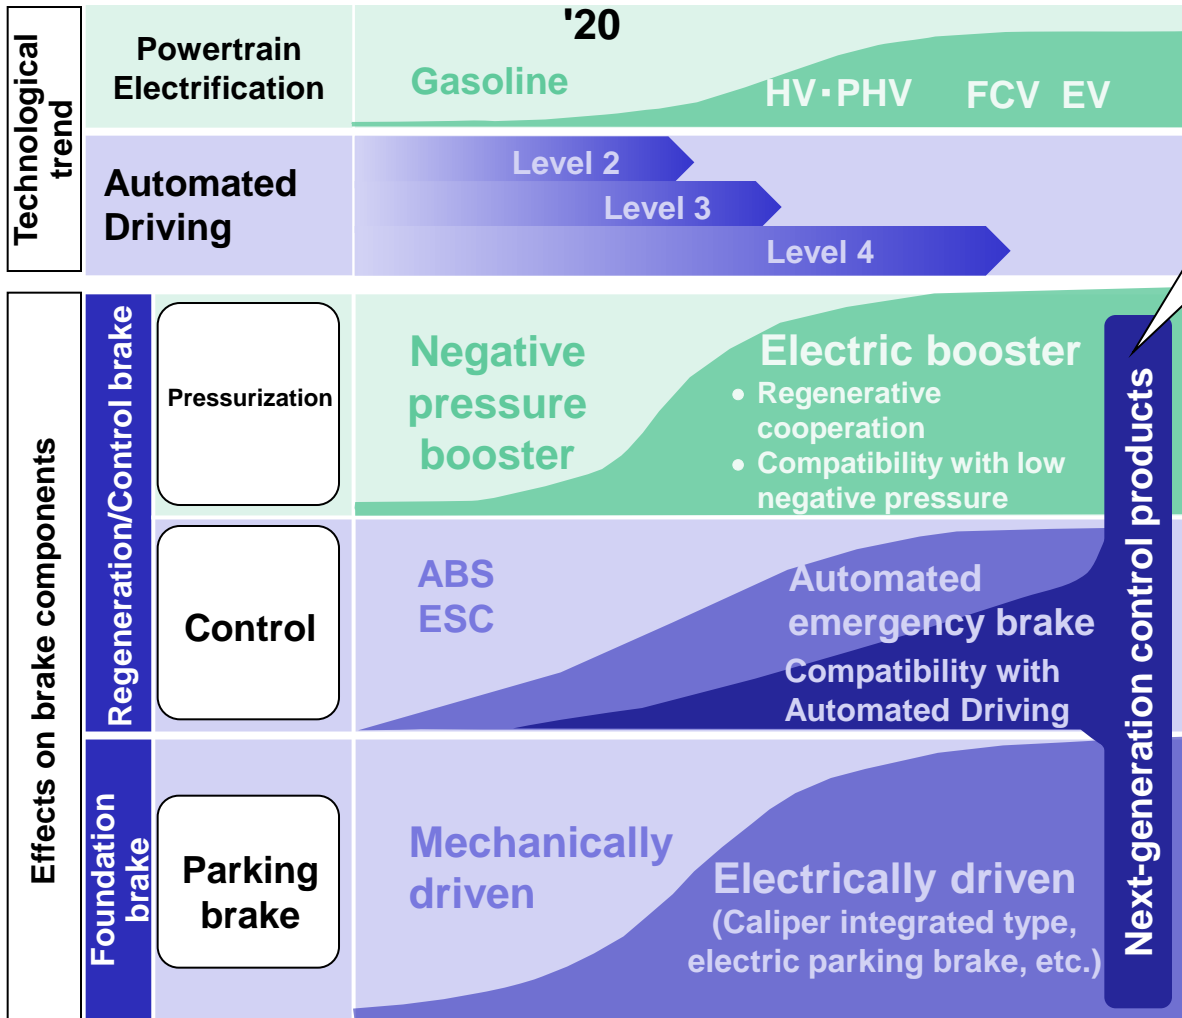 Technological
trend
'20
Powertrain
Electrification
Gasoline
HV・PHV
FCV EV
Automated
Driving
Level 2
Level 3
Level 4
Effects on brake components
Regeneration/Control brake
Pressurization
Negative
pressure
booster
Electric booster
• Regenerative
cooperation
• Compatibility with low
negative pressure
Control
ABS
ESC
Automated
emergency brake
Compatibility with
Automated Driving
Foundation
brake
Parking
brake
Mechanically
driven
Electrically driven
(Caliper integrated type,
electric parking brake, etc.)
Next-generation control products